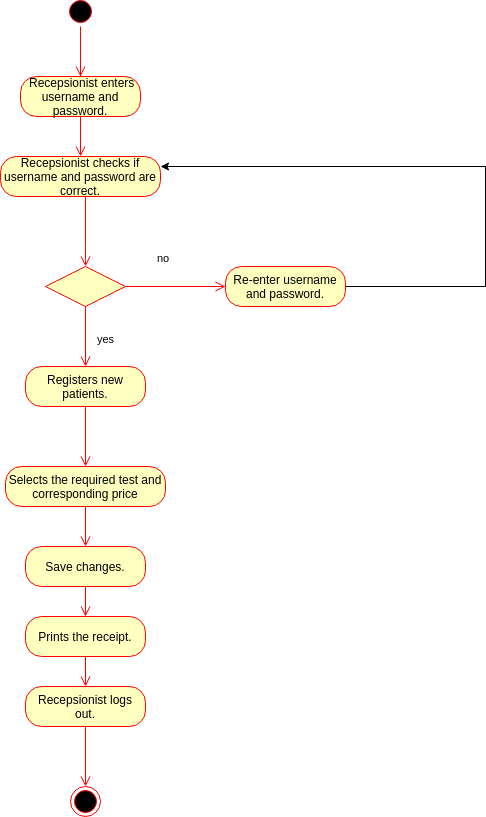 Recepsionist enters
username and
password.
Recepsionist checks if
username and password are
correct.
no
Re-enter username
and password.
yes
Registers new
patients.
Selects the required test and
corresponding price
Save changes.
Prints the receipt.
Recepsionist logs
out.